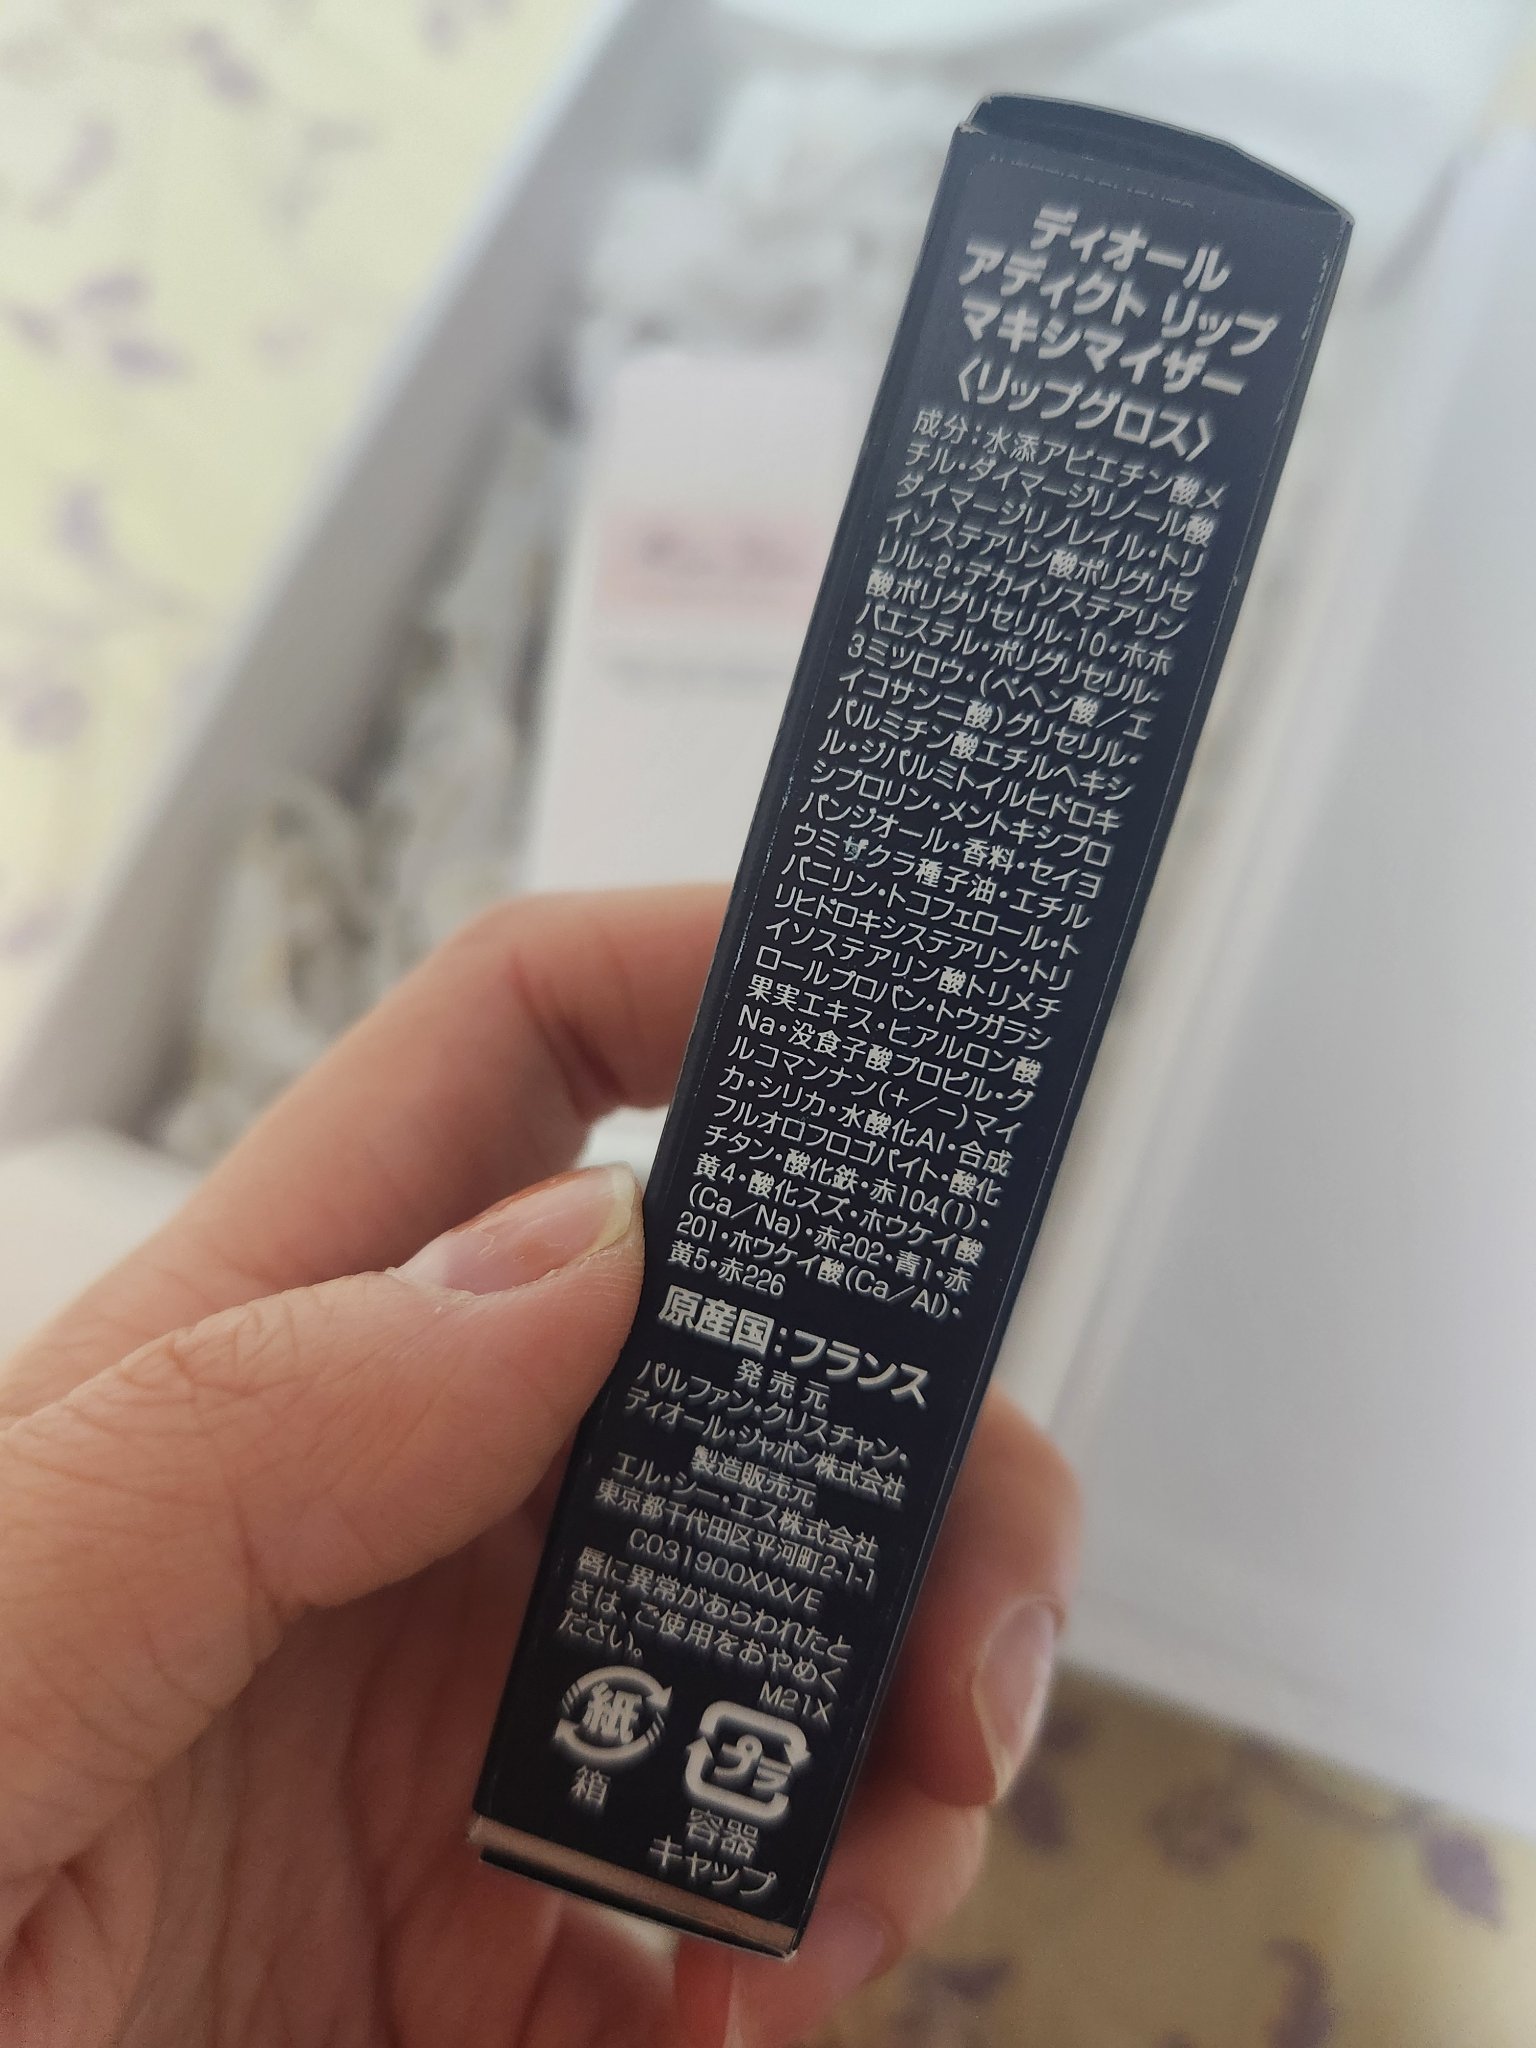 ディオール
アディクト リップ
マキシマイザー
〈リップグロス〉
成分：水添アビエチン酸メ
チル・ダイマージリノール酸
ダイマージリノレイル・トリ
イソステアリン酸ポリグリセ
リル-2・デカイソステアリン
酸ポリグリセリル-10・ホホ
バエステル・ポリグリセリル-
3ミツロウ・(ベヘン酸／エ
イコサン二酸)グリセリル・
パルミチン酸エチルヘキシ
ル・ジパルミトイルヒドロキ
シプロリン・メントキシプロ
パンジオール・香料・セイヨ
ウミザクラ種子油・エチル
バニリン・トコフェロール・ト
リヒドロキシステアリン・トリ
イソステアリン酸トリメチ
ロールプロパン・トウガラシ
果実エキス・ヒアルロン酸
Na・没食子酸プロピル・グ
ルコマンナン(+/-)マイ
カ・シリカ・水酸化Al・合成
フルオロフロゴパイト・酸化
チタン・酸化鉄・赤104(1)・
黄4・酸化スズ・ホウケイ酸
(Ca／Na)・赤202・青1・赤
201・ホウケイ酸(Ca／Al)・
黄5・赤226
原産国：フランス
発売元
パルファン・クリスチャン・
ディオール・ジャポン株式会社
製造販売元
エル・シー・エス株式会社
東京都千代田区平河町2-1-1
C031900XXX/E
唇に異常があらわれたと
きは、ご使用をおやめく
ださい。
M21X
紙
箱
プラ
容器
キャップ